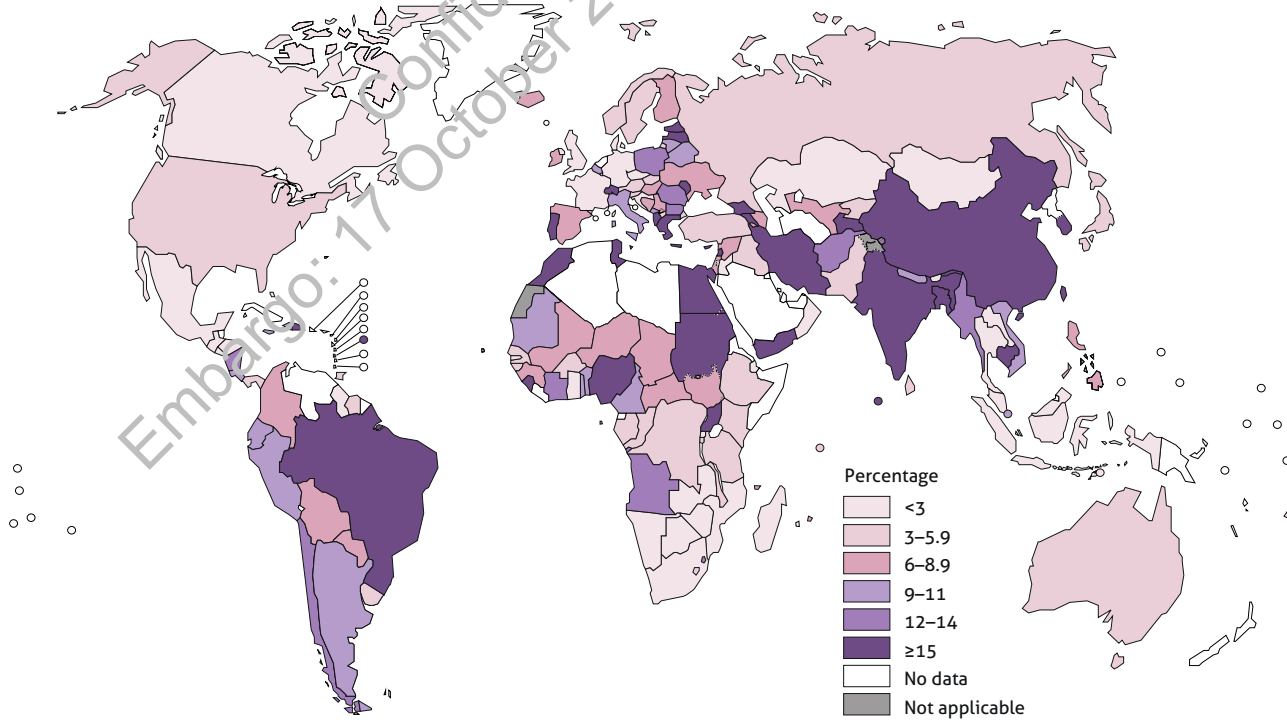 Embargo: 17 October 2
Percentage
<3
3–5.9
6–8.9
9–11
12–14
≥15
No data
Not applicable